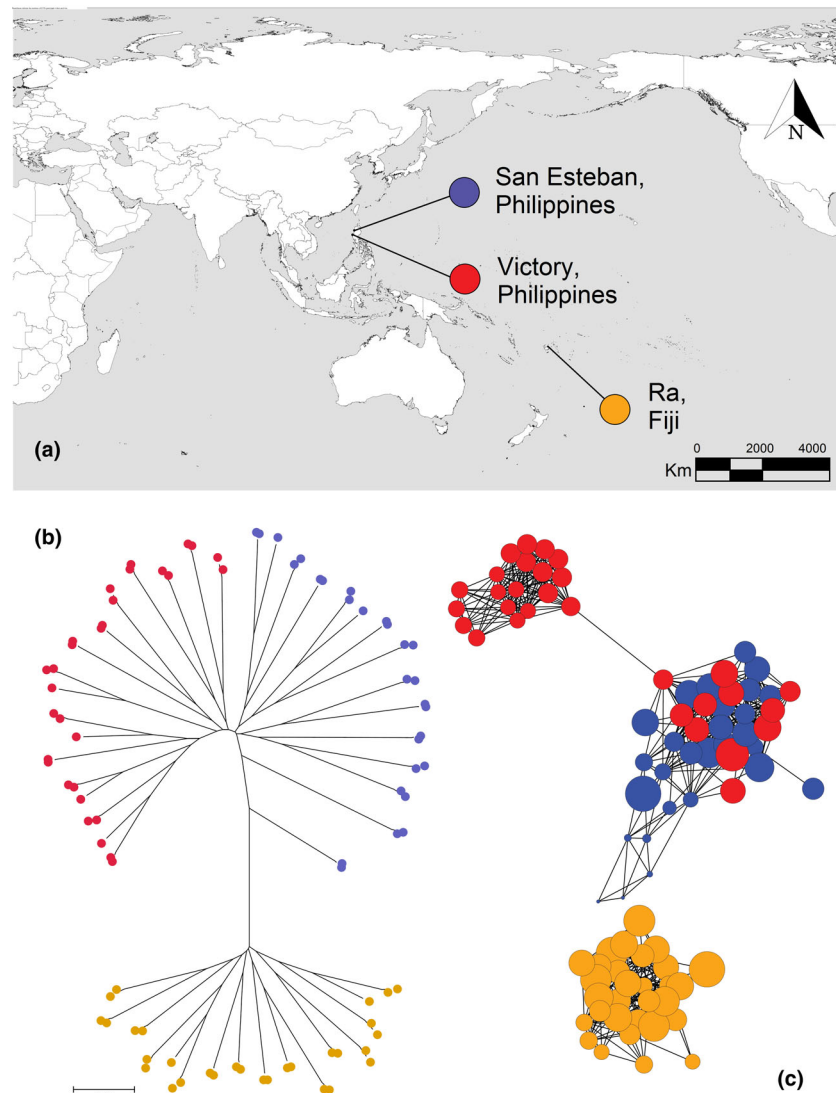 San Esteban,
Philippines
Victory,
Philippines
Ra,
Fiji
N
(a)
0 2000 4000
Km
(b)
(c)